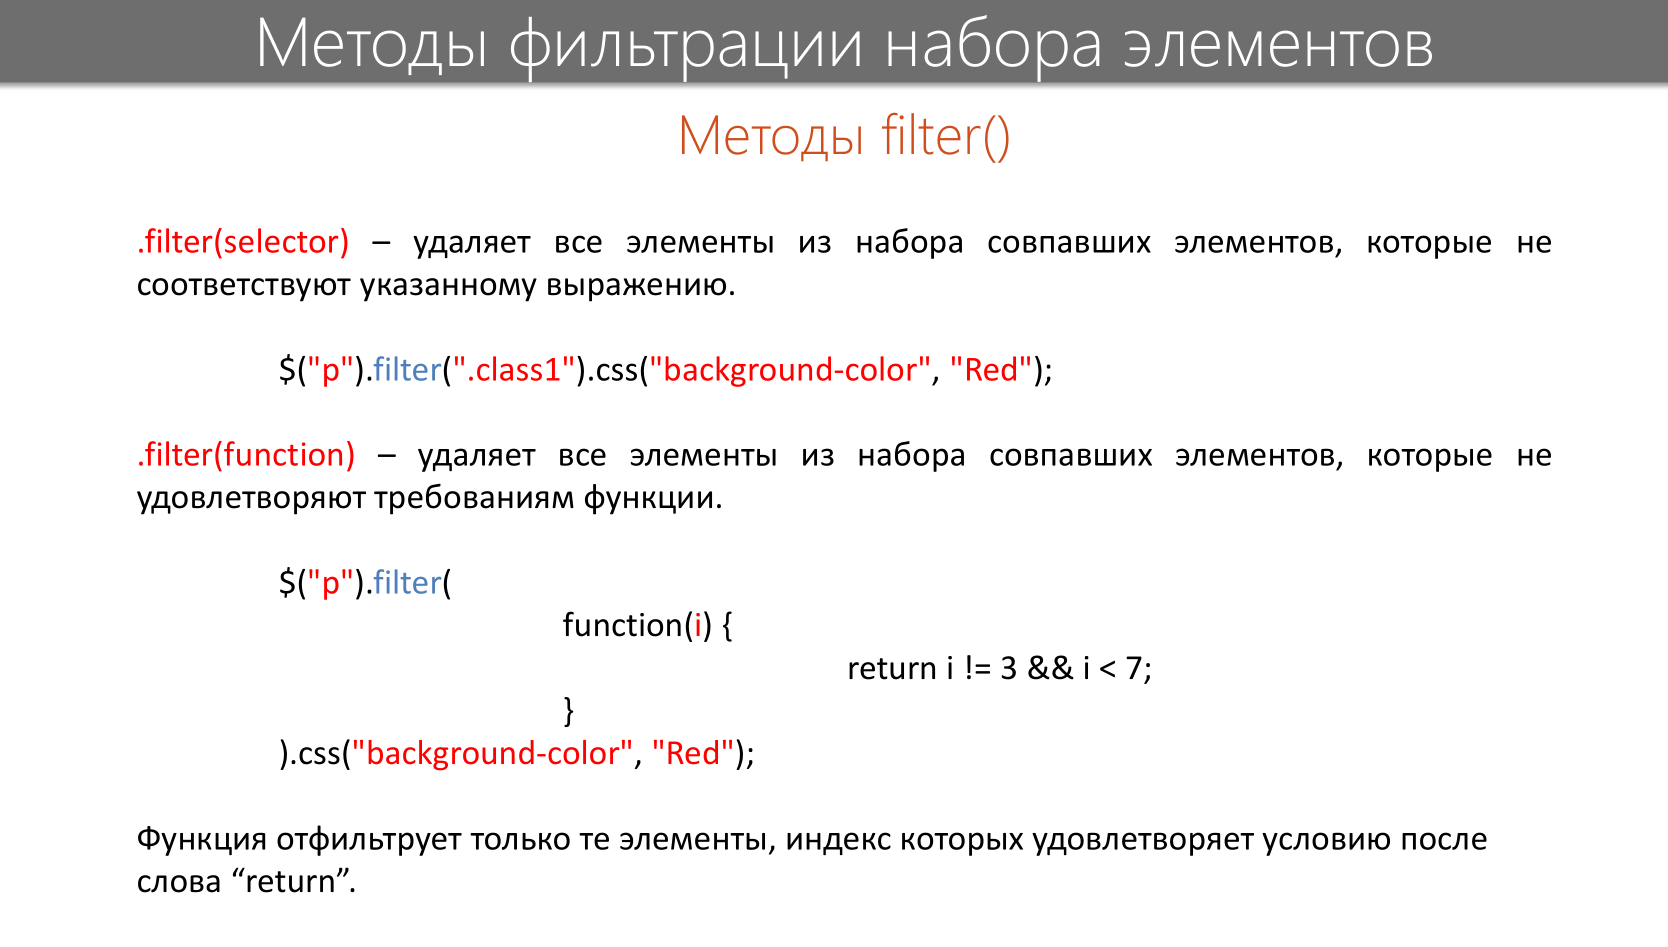 Методы фильтрации набора элементов
Методы filter()
.filter(selector) – удаляет все элементы из набора совпавших элементов, которые не
соответствуют указанному выражению.
$("p").filter(".class1").css("background-color", "Red");
.filter(function) – удаляет все элементы из набора совпавших элементов, которые не
удовлетворяют требованиям функции.
$("p").filter(
function(i) {
return i != 3 && i < 7;
}
).css("background-color", "Red");
Функция отфильтрует только те элементы, индекс которых удовлетворяет условию после
слова “return”.